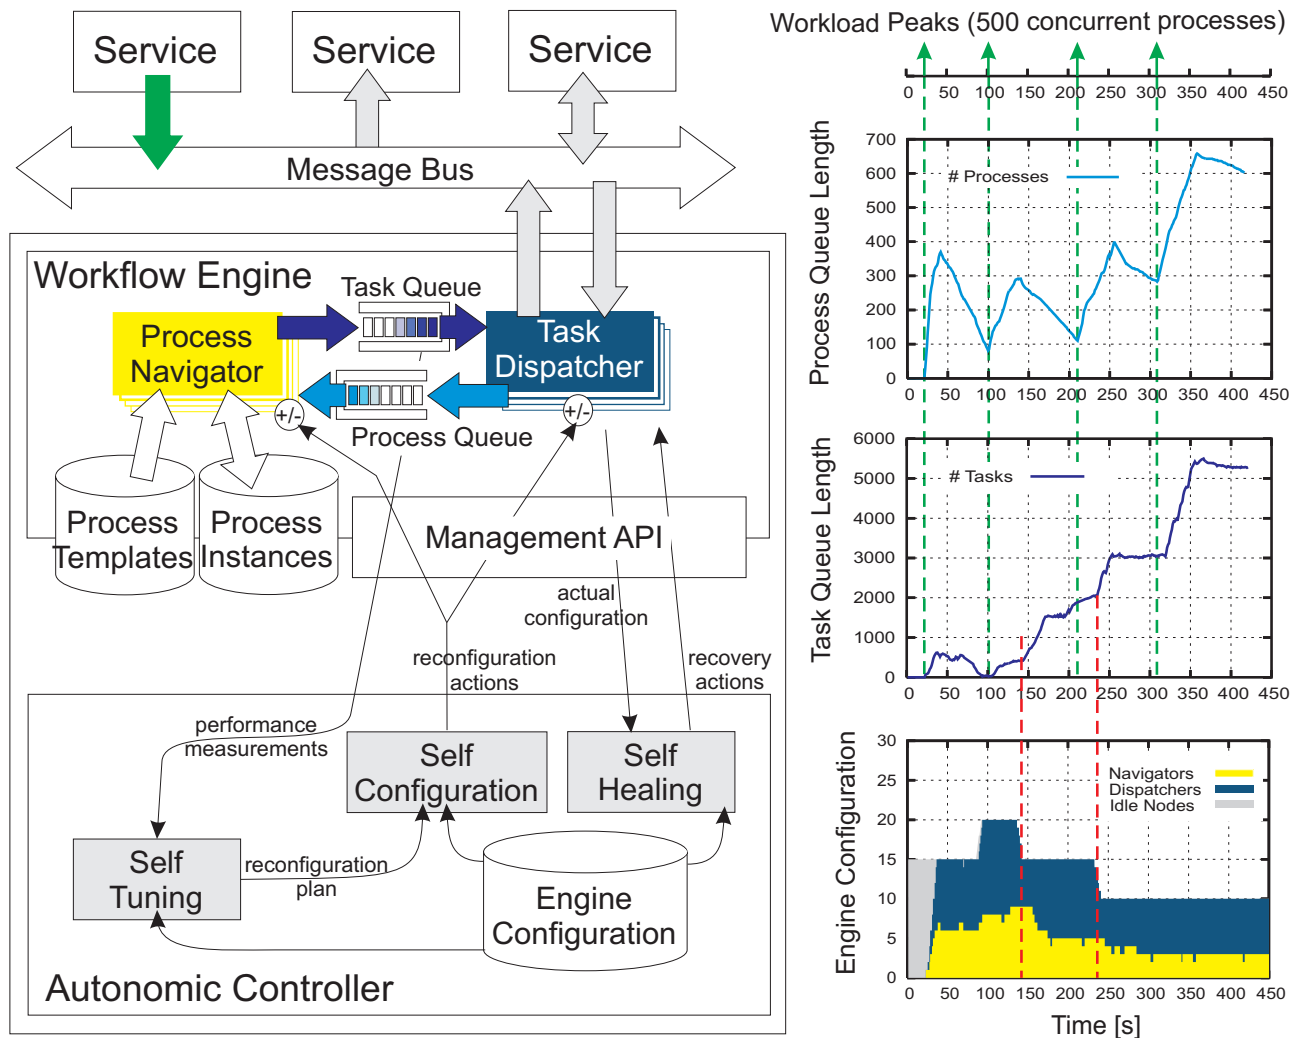 Service
Service
Service
Message Bus
Workflow Engine
Task Queue
Process
Navigator
Task
Dispatcher
+/-
+/-
Process Queue
Process
Templates
Process
Instances
Management API
actual
configuration
reconfiguration
actions
recovery
actions
performance
measurements
Self
Configuration
Self
Healing
Self
Tuning
reconfiguration
plan
Engine
Configuration
Autonomic Controller
Workload Peaks (500 concurrent processes)
0 50 100 150 200 250 300 350 400 450
Process Queue Length
700
600
500
400
300
200
100
0
# Processes
0 50 100 150 200 250 300 350 400 450
Task Queue Length
6000
5000
4000
3000
2000
1000
0
# Tasks
0 50 100 150 200 250 300 350 400 450
Engine Configuration
30
25
20
15
10
5
0
Navigators
Dispatchers
Idle Nodes
0 50 100 150 200 250 300 350 400 450
Time [s]